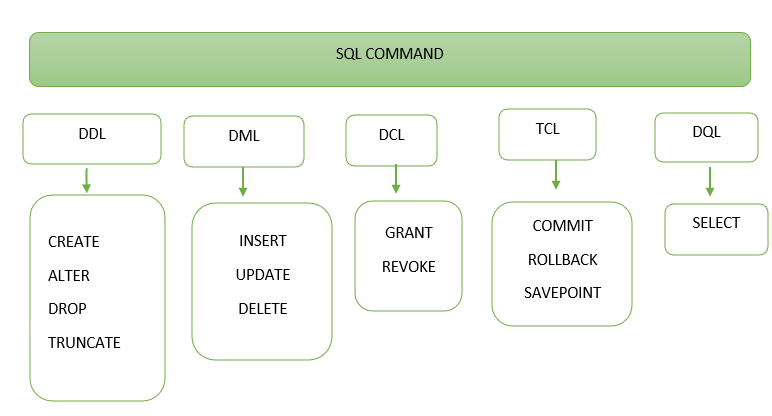 SQL COMMAND
DDL
DML
DCL
TCL
DQL
CREATE
ALTER
DROP
TRUNCATE
INSERT
UPDATE
DELETE
GRANT
REVOKE
COMMIT
ROLLBACK
SAVEPOINT
SELECT